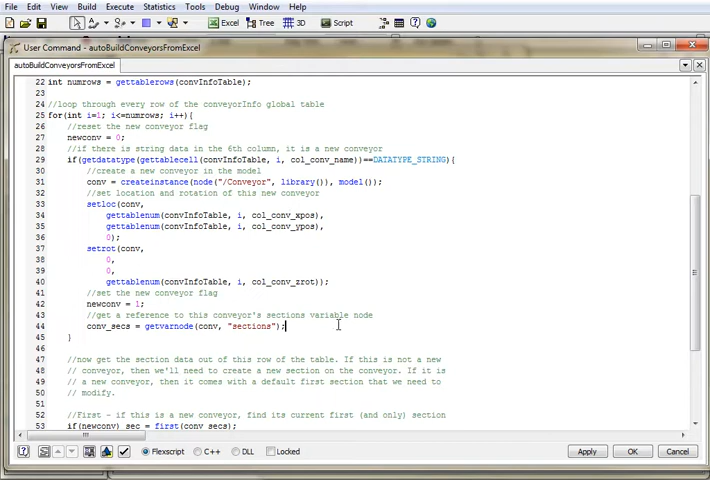 File Edit View Build Execute Statistics Tools Debug Window Help
Excel Tree 3D Script
User Command - autoBuildConveyorsFromExcel
autoBuildConveyorsFromExcel
22 int numrows = gettablerows(convInfoTable);
23
24 //loop through every row of the conveyorInfo global table
25 for(int i=1; i<=numrows; i++){
26 //reset the new conveyor flag
27 newconv = 0;
28 //if there is string data in the 6th column, it is a new conveyor
29 if(getdatatype(gettablecell(convInfoTable, i, col_conv_name))==DATATYPE_STRING){
30 //create a new conveyor in the model
31 conv = createinstance(node("/Conveyor", library()), model());
32 //set location and rotation of this new conveyor
33 setloc(conv,
34 gettablenum(convInfoTable, i, col_conv_xpos),
35 gettablenum(convInfoTable, i, col_conv_ypos),
36 0);
37 setrot(conv,
38 0,
39 0,
40 gettablenum(convInfoTable, i, col_conv_zrot));
41 //set the new conveyor flag
42 newconv = 1;
43 //get a reference to this conveyor's sections variable node
44 conv_secs = getvarnode(conv, "sections");
45 }
46
47 //now get the section data out of this row of the table. If this is not a new
48 // conveyor, then we'll need to create a new section on the conveyor. If it is
49 // a new conveyor, then it comes with a default first section that we need to
50 // modify.
51
52 //First - if this is a new conveyor, find its current first (and only) section
53 if(newconv) sec = first(conv_secs);
Flexscript C++ DLL Locked Apply OK Cancel